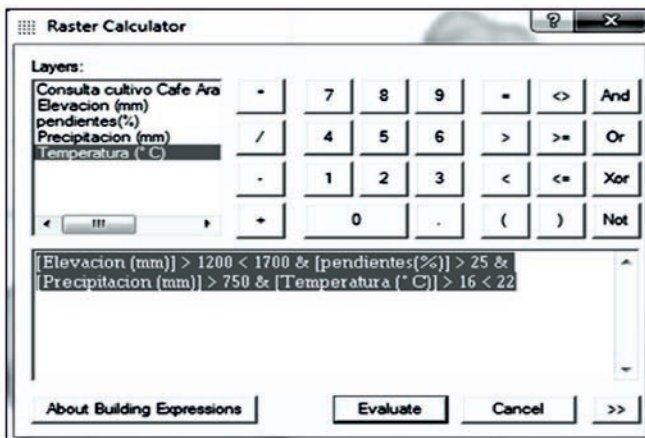 Raster Calculator
Layers:
Consulta cultivo Cafe Ara
Elevacion (mm)
pendientes(%)
Precipitacion (mm)
Temperatura (° C)
* 7 8 9 = <> And
/ 4 5 6 > >= Or
- 1 2 3 < <= Xor
+ 0 . ( ) Not
[Elevacion (mm)] > 1200 < 1700 & [pendientes(%)] > 25 &
[Precipitacion (mm)] > 750 & [Temperatura (° C)] > 16 < 22
About Building Expressions Evaluate Cancel >>